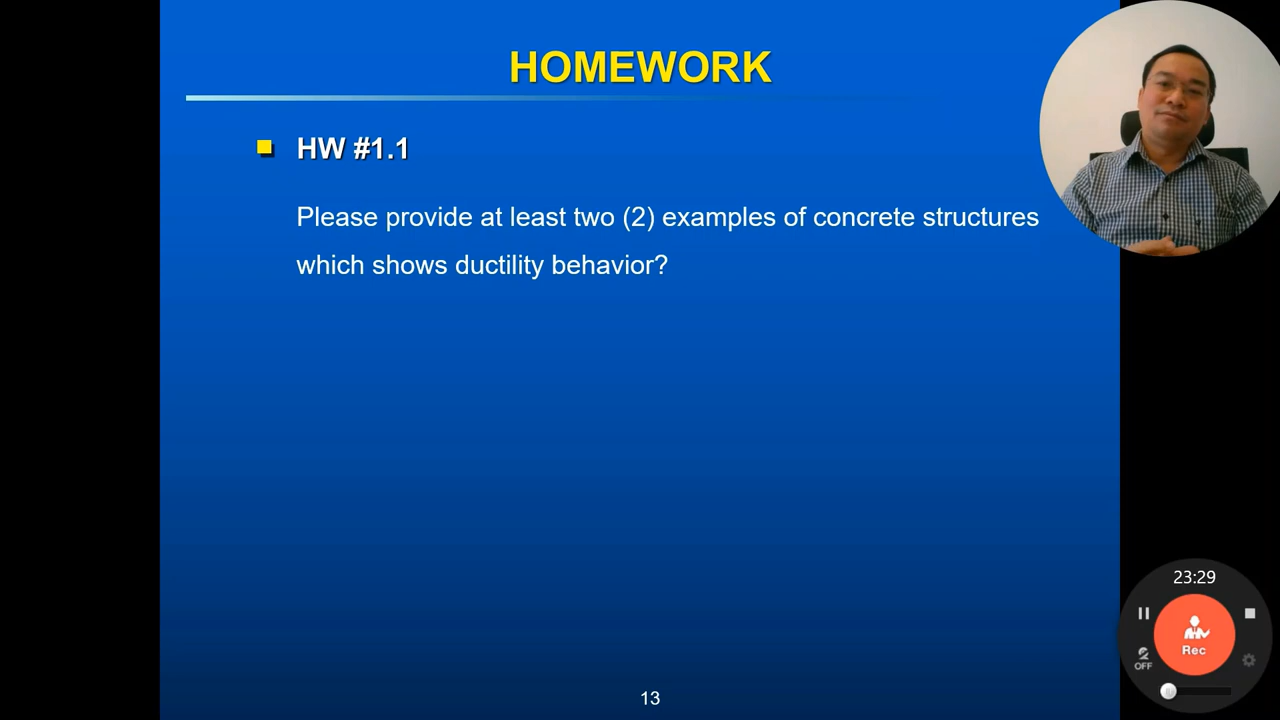 HOMEWORK
HW #1.1
Please provide at least two (2) examples of concrete structures
which shows ductility behavior?
23:29
Rec
OFF
13